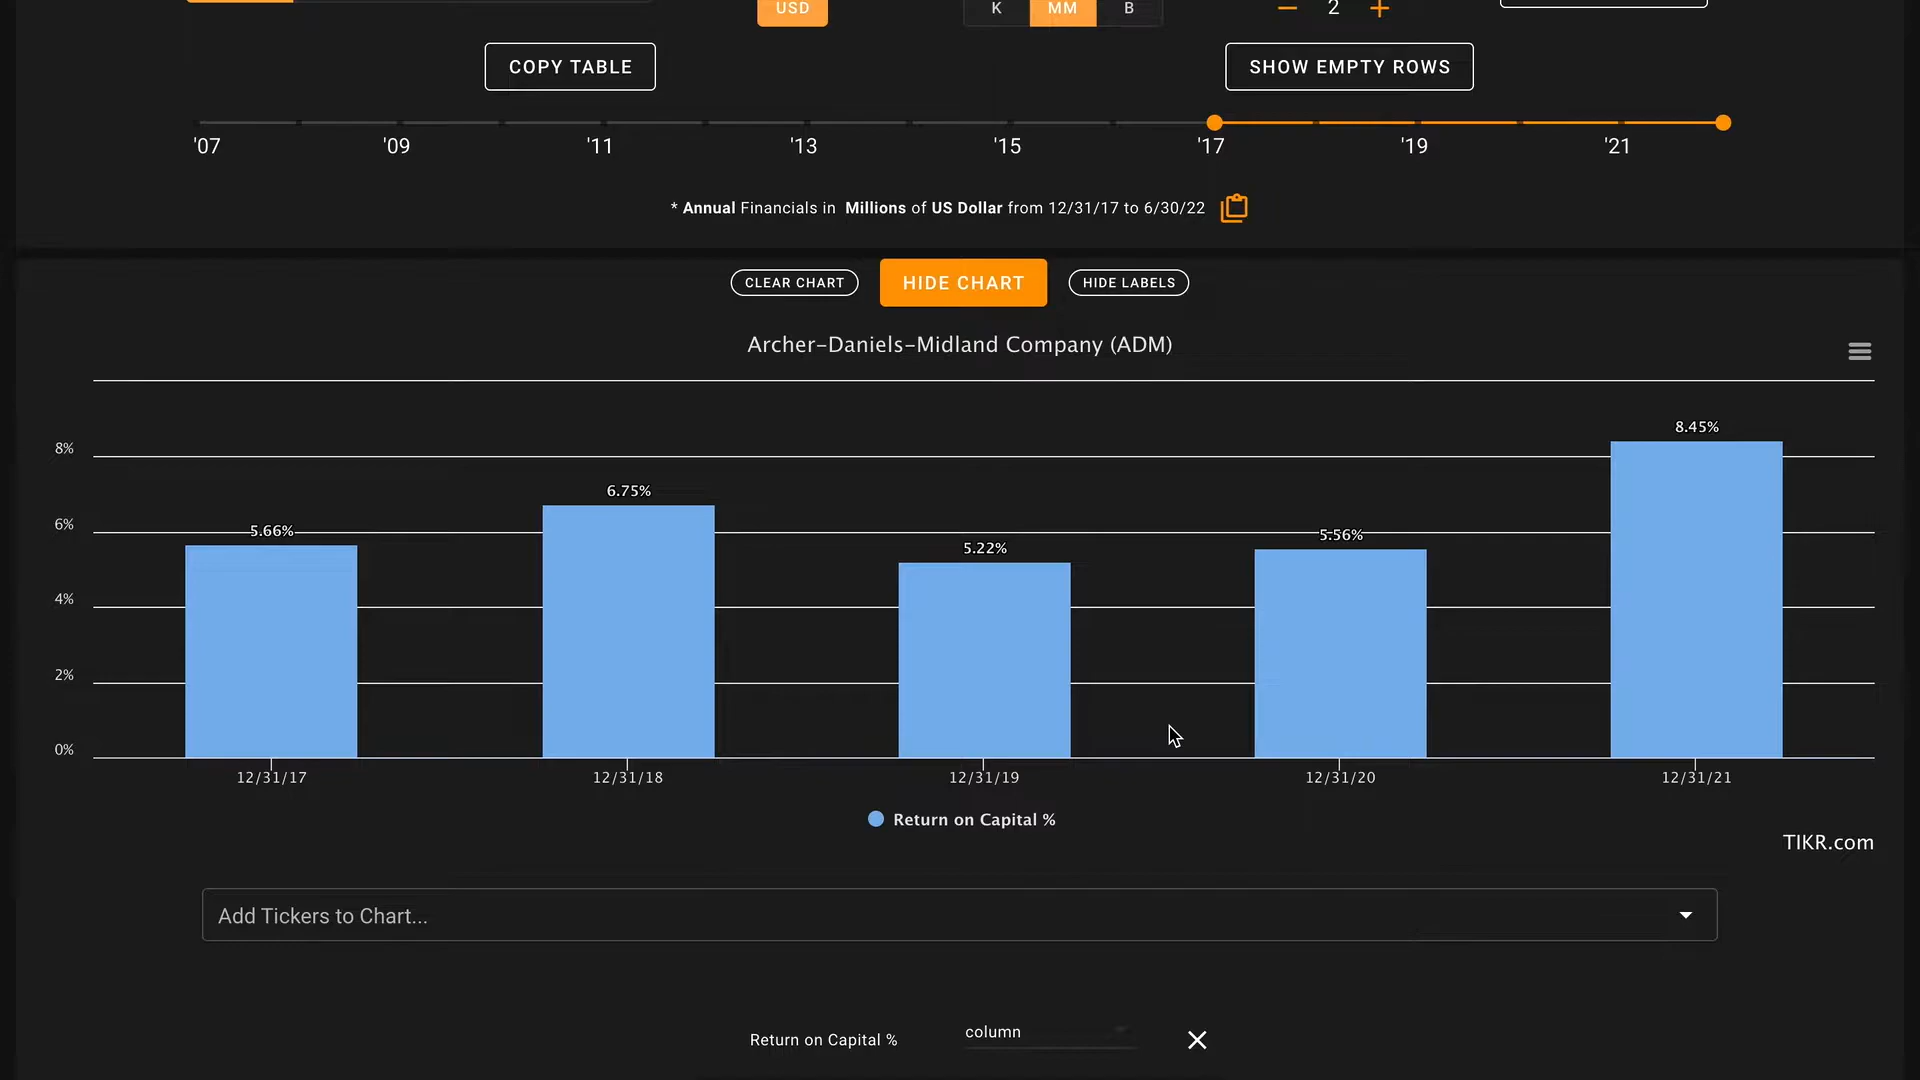 USD K MM B − 2 +
COPY TABLE SHOW EMPTY ROWS
'07 '09 '11 '13 '15 '17 '19 '21
* Annual Financials in Millions of US Dollar from 12/31/17 to 6/30/22
CLEAR CHART HIDE CHART HIDE LABELS
Archer-Daniels-Midland Company (ADM)
8%
6%
4%
2%
0%
5.66% 6.75% 5.22% 5.56% 8.45%
12/31/17 12/31/18 12/31/19 12/31/20 12/31/21
Return on Capital %
TIKR.com
Add Tickers to Chart...
Return on Capital % column